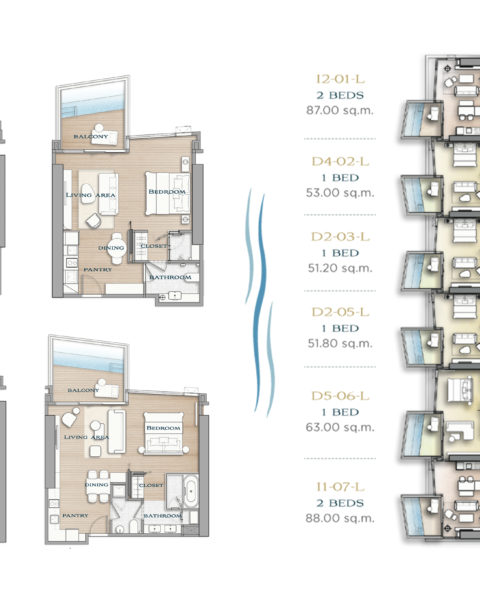 BALCONY
LIVING AREA
BEDROOM
DINING
CLOSET
PANTRY
BATHROOM
BALCONY
LIVING AREA
BEDROOM
DINING
CLOSET
PANTRY
BATHROOM
I2-01-L
2 BEDS
87.00 sq.m.
D4-02-L
1 BED
53.00 sq.m.
D2-03-L
1 BED
51.20 sq.m.
D2-05-L
1 BED
51.80 sq.m.
D5-06-L
1 BED
63.00 sq.m.
I1-07-L
2 BEDS
88.00 sq.m.